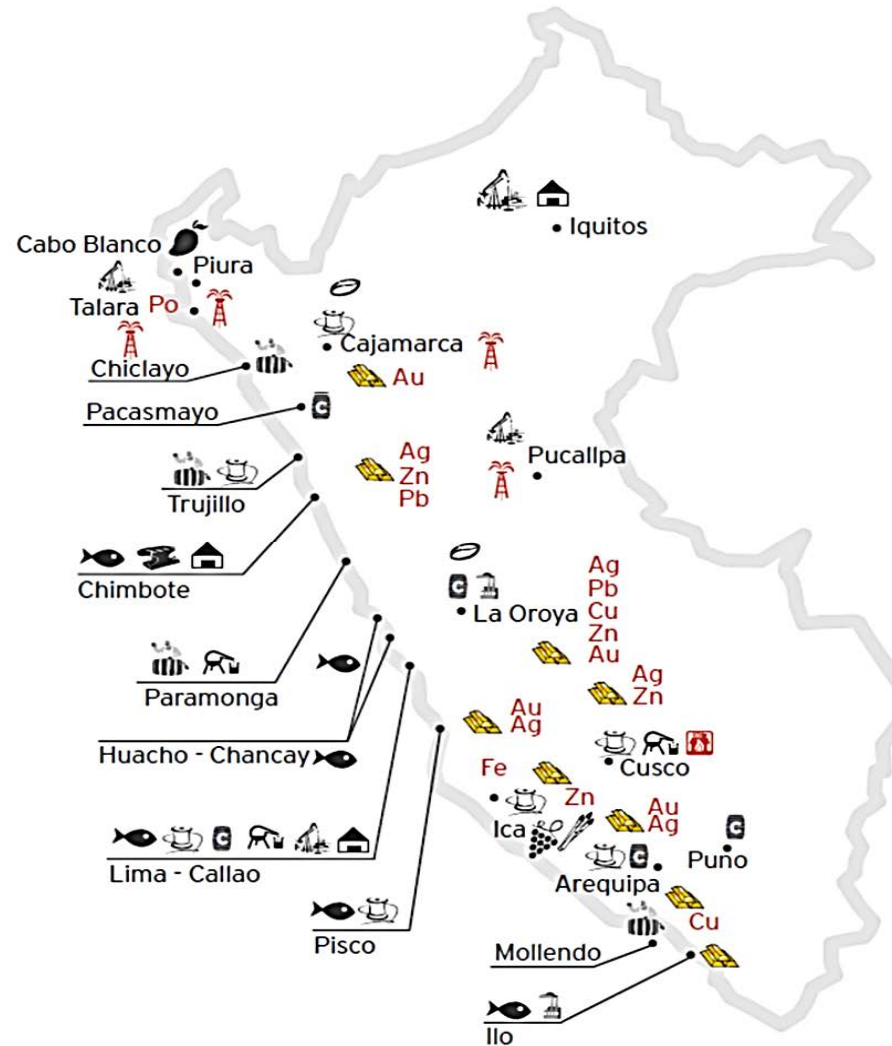 Iquitos
Cabo Blanco
Piura
Talara Po
Cajamarca
Chiclayo
Au
Pacasmayo
C
Ag
Zn
Pb
Pucallpa
Trujillo
Chimbote
C
La Oroya
Ag
Pb
Cu
Zn
Au
Paramonga
Ag
Zn
Au
Ag
Huacho - Chancay
Cusco
Fe
Zn
Ica
Au
Ag
C
Lima - Callao
C
Puno
C
Arequipa
Cu
Pisco
Mollendo
Ilo